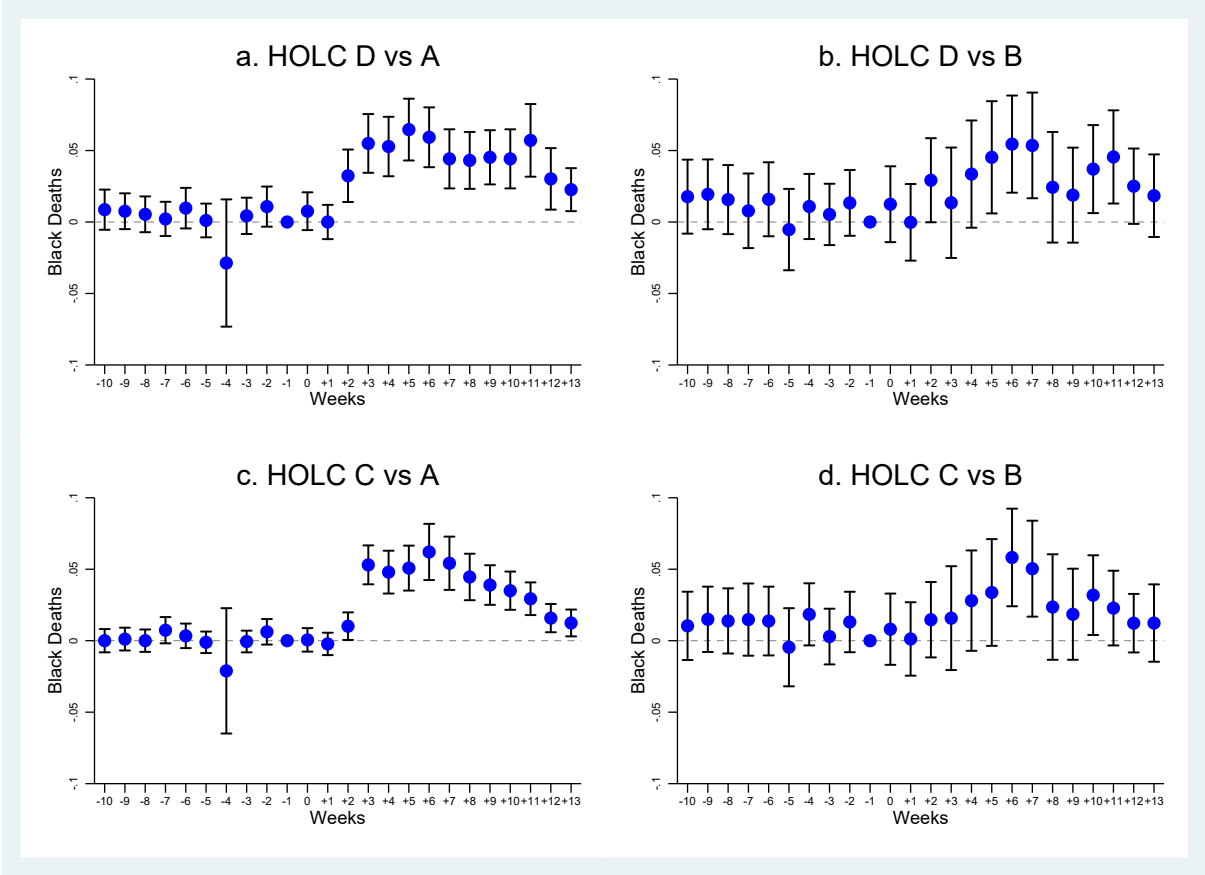 a. HOLC D vs A
Black Deaths
.1
.05
0
-.05
-.1
-10 -9 -8 -7 -6 -5 -4 -3 -2 -1 0 +1 +2 +3 +4 +5 +6 +7 +8 +9 +10 +11 +12 +13
Weeks
b. HOLC D vs B
Black Deaths
.1
.05
0
-.05
-.1
-10 -9 -8 -7 -6 -5 -4 -3 -2 -1 0 +1 +2 +3 +4 +5 +6 +7 +8 +9 +10 +11 +12 +13
Weeks
c. HOLC C vs A
Black Deaths
.1
.05
0
-.05
-.1
-10 -9 -8 -7 -6 -5 -4 -3 -2 -1 0 +1 +2 +3 +4 +5 +6 +7 +8 +9 +10 +11 +12 +13
Weeks
d. HOLC C vs B
Black Deaths
.1
.05
0
-.05
-.1
-10 -9 -8 -7 -6 -5 -4 -3 -2 -1 0 +1 +2 +3 +4 +5 +6 +7 +8 +9 +10 +11 +12 +13
Weeks